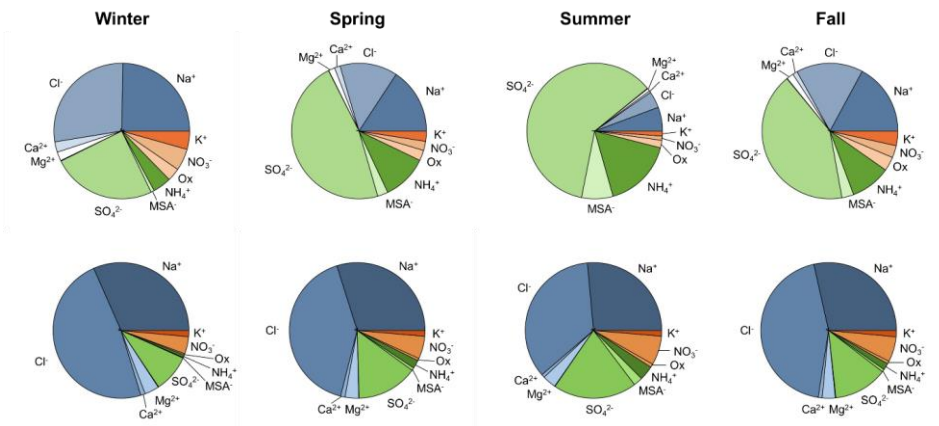 Winter
Spring
Summer
Fall
Cl⁻
Na⁺
K⁺
NO₃⁻
Ox
NH₄⁺
MSA⁻
SO₄²⁻
Mg²⁺
Ca²⁺
Mg²⁺
Ca²⁺
Cl⁻
Na⁺
K⁺
NO₃⁻
Ox
NH₄⁺
MSA⁻
SO₄²⁻
SO₄²⁻
Mg²⁺
Ca²⁺
Cl⁻
Na⁺
K⁺
NO₃⁻
Ox
NH₄⁺
MSA⁻
Mg²⁺
Ca²⁺
Cl⁻
Na⁺
K⁺
NO₃⁻
Ox
NH₄⁺
MSA⁻
SO₄²⁻
Na⁺
K⁺
NO₃⁻
Ox
NH₄⁺
MSA⁻
SO₄²⁻
Mg²⁺
Ca²⁺
Cl⁻
Na⁺
K⁺
NO₃⁻
Ox
NH₄⁺
MSA⁻
SO₄²⁻
Mg²⁺
Ca²⁺
Cl⁻
Na⁺
K⁺
NO₃⁻
Ox
NH₄⁺
MSA⁻
SO₄²⁻
Mg²⁺
Ca²⁺
Cl⁻
Na⁺
K⁺
NO₃⁻
Ox
NH₄⁺
MSA⁻
SO₄²⁻
Mg²⁺
Ca²⁺
Cl⁻